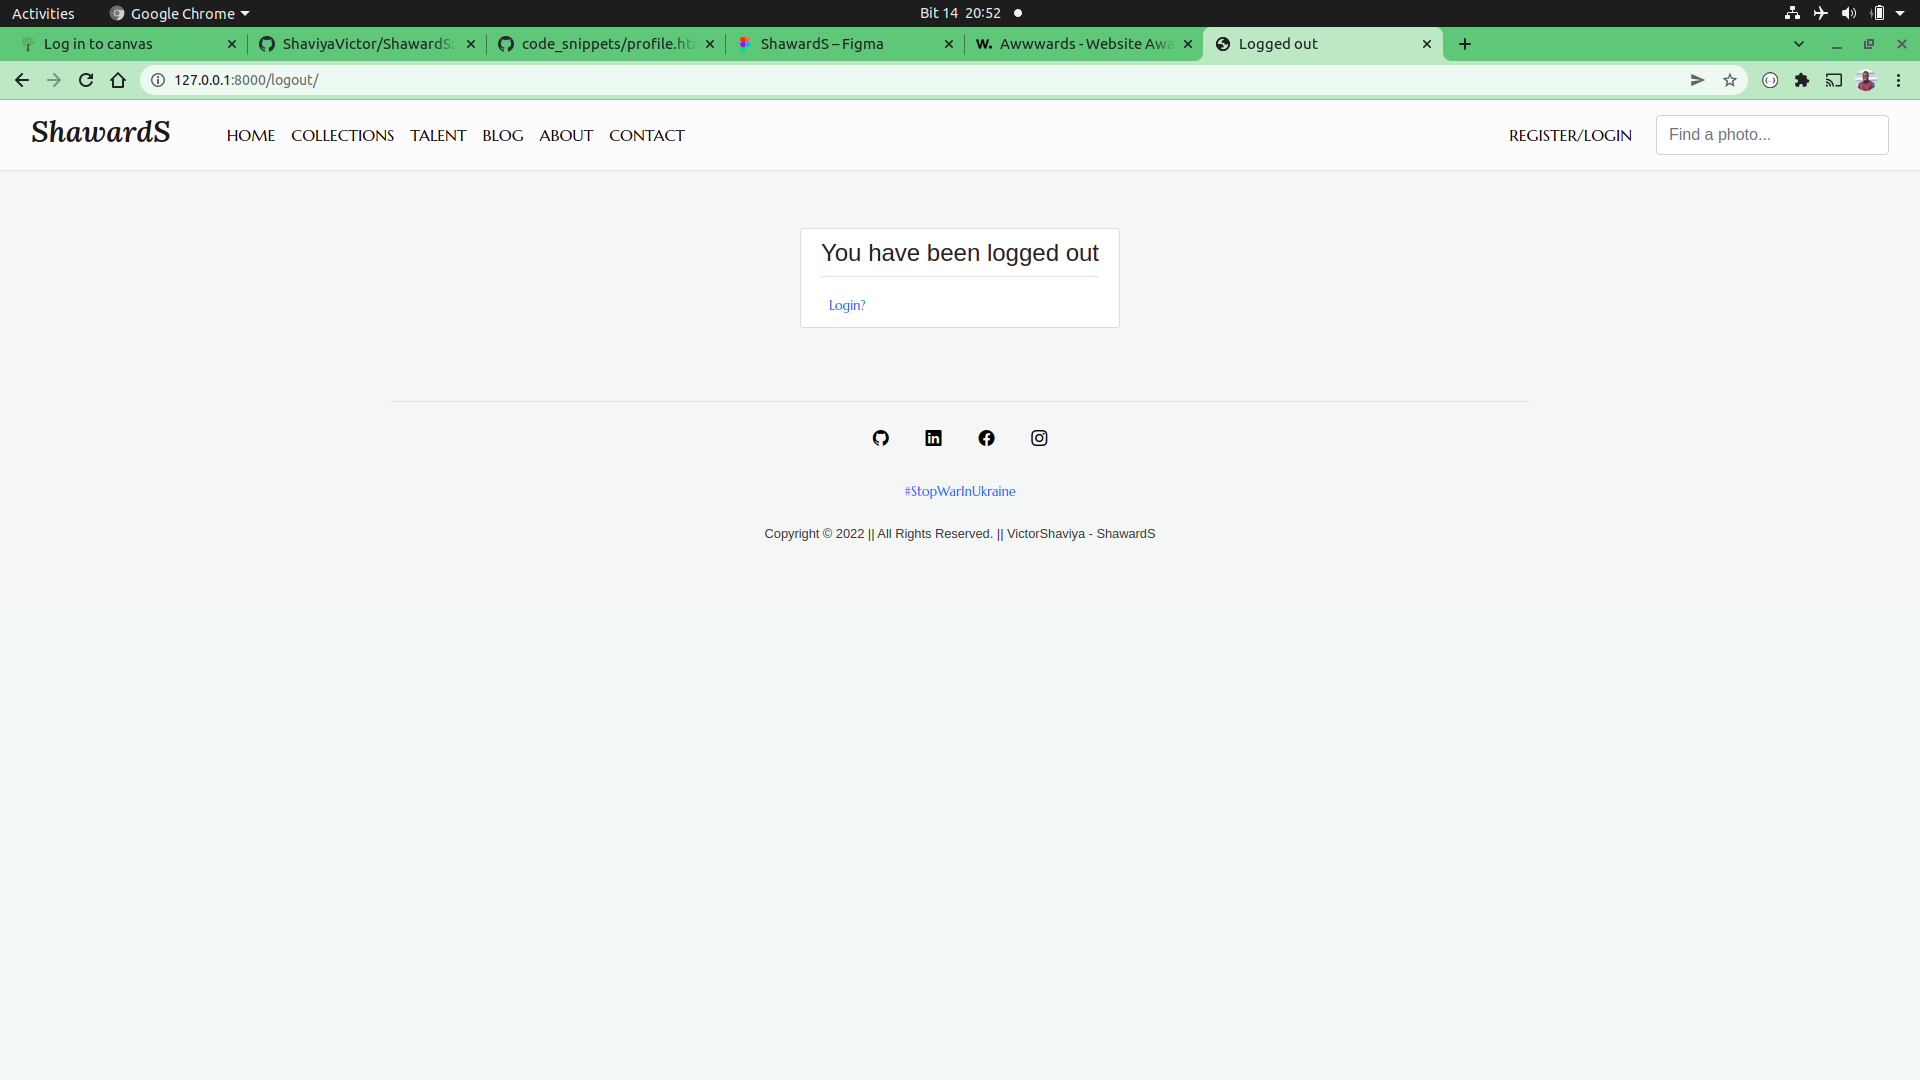 Activities Google Chrome Bit 14 20:52
Log in to canvas ShaviyaVictor/ShawardS: code_snippets/profile.ht ShawardS – Figma Awwwards - Website Awa Logged out
127.0.0.1:8000/logout/
ShawardS HOME COLLECTIONS TALENT BLOG ABOUT CONTACT REGISTER/LOGIN Find a photo...
You have been logged out
Login?
#StopWarInUkraine
Copyright © 2022 || All Rights Reserved. || VictorShaviya - ShawardS